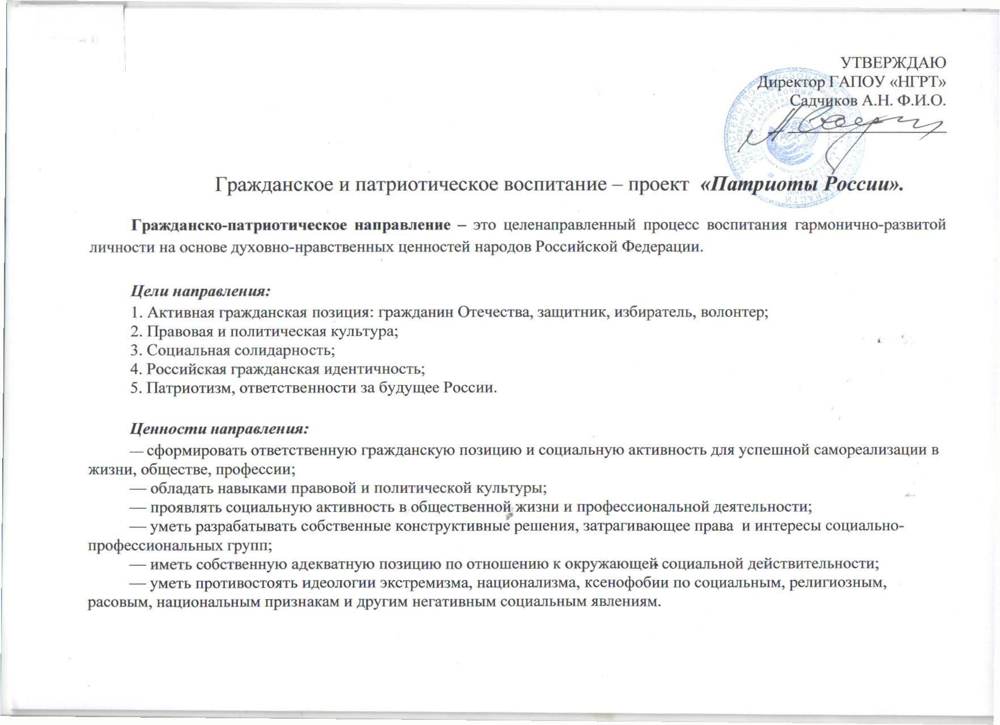 УТВЕРЖДАЮ
Директор ГАПОУ «НГРТ»
Садчиков А.Н. Ф.И.О.
Гражданское и патриотическое воспитание – проект «Патриоты России».
Гражданско-патриотическое направление – это целенаправленный процесс воспитания гармонично-развитой
личности на основе духовно-нравственных ценностей народов Российской Федерации.
Цели направления:
1. Активная гражданская позиция: гражданин Отечества, защитник, избиратель, волонтер;
2. Правовая и политическая культура;
3. Социальная солидарность;
4. Российская гражданская идентичность;
5. Патриотизм, ответственности за будущее России.
Ценности направления:
— сформировать ответственную гражданскую позицию и социальную активность для успешной самореализации в
жизни, обществе, профессии;
— обладать навыками правовой и политической культуры;
— проявлять социальную активность в общественной жизни и профессиональной деятельности;
— уметь разрабатывать собственные конструктивные решения, затрагивающее права и интересы социально-
профессиональных групп;
— иметь собственную адекватную позицию по отношению к окружающей социальной действительности;
— уметь противостоять идеологии экстремизма, национализма, ксенофобии по социальным, религиозным,
расовым, национальным признакам и другим негативным социальным явлениям.